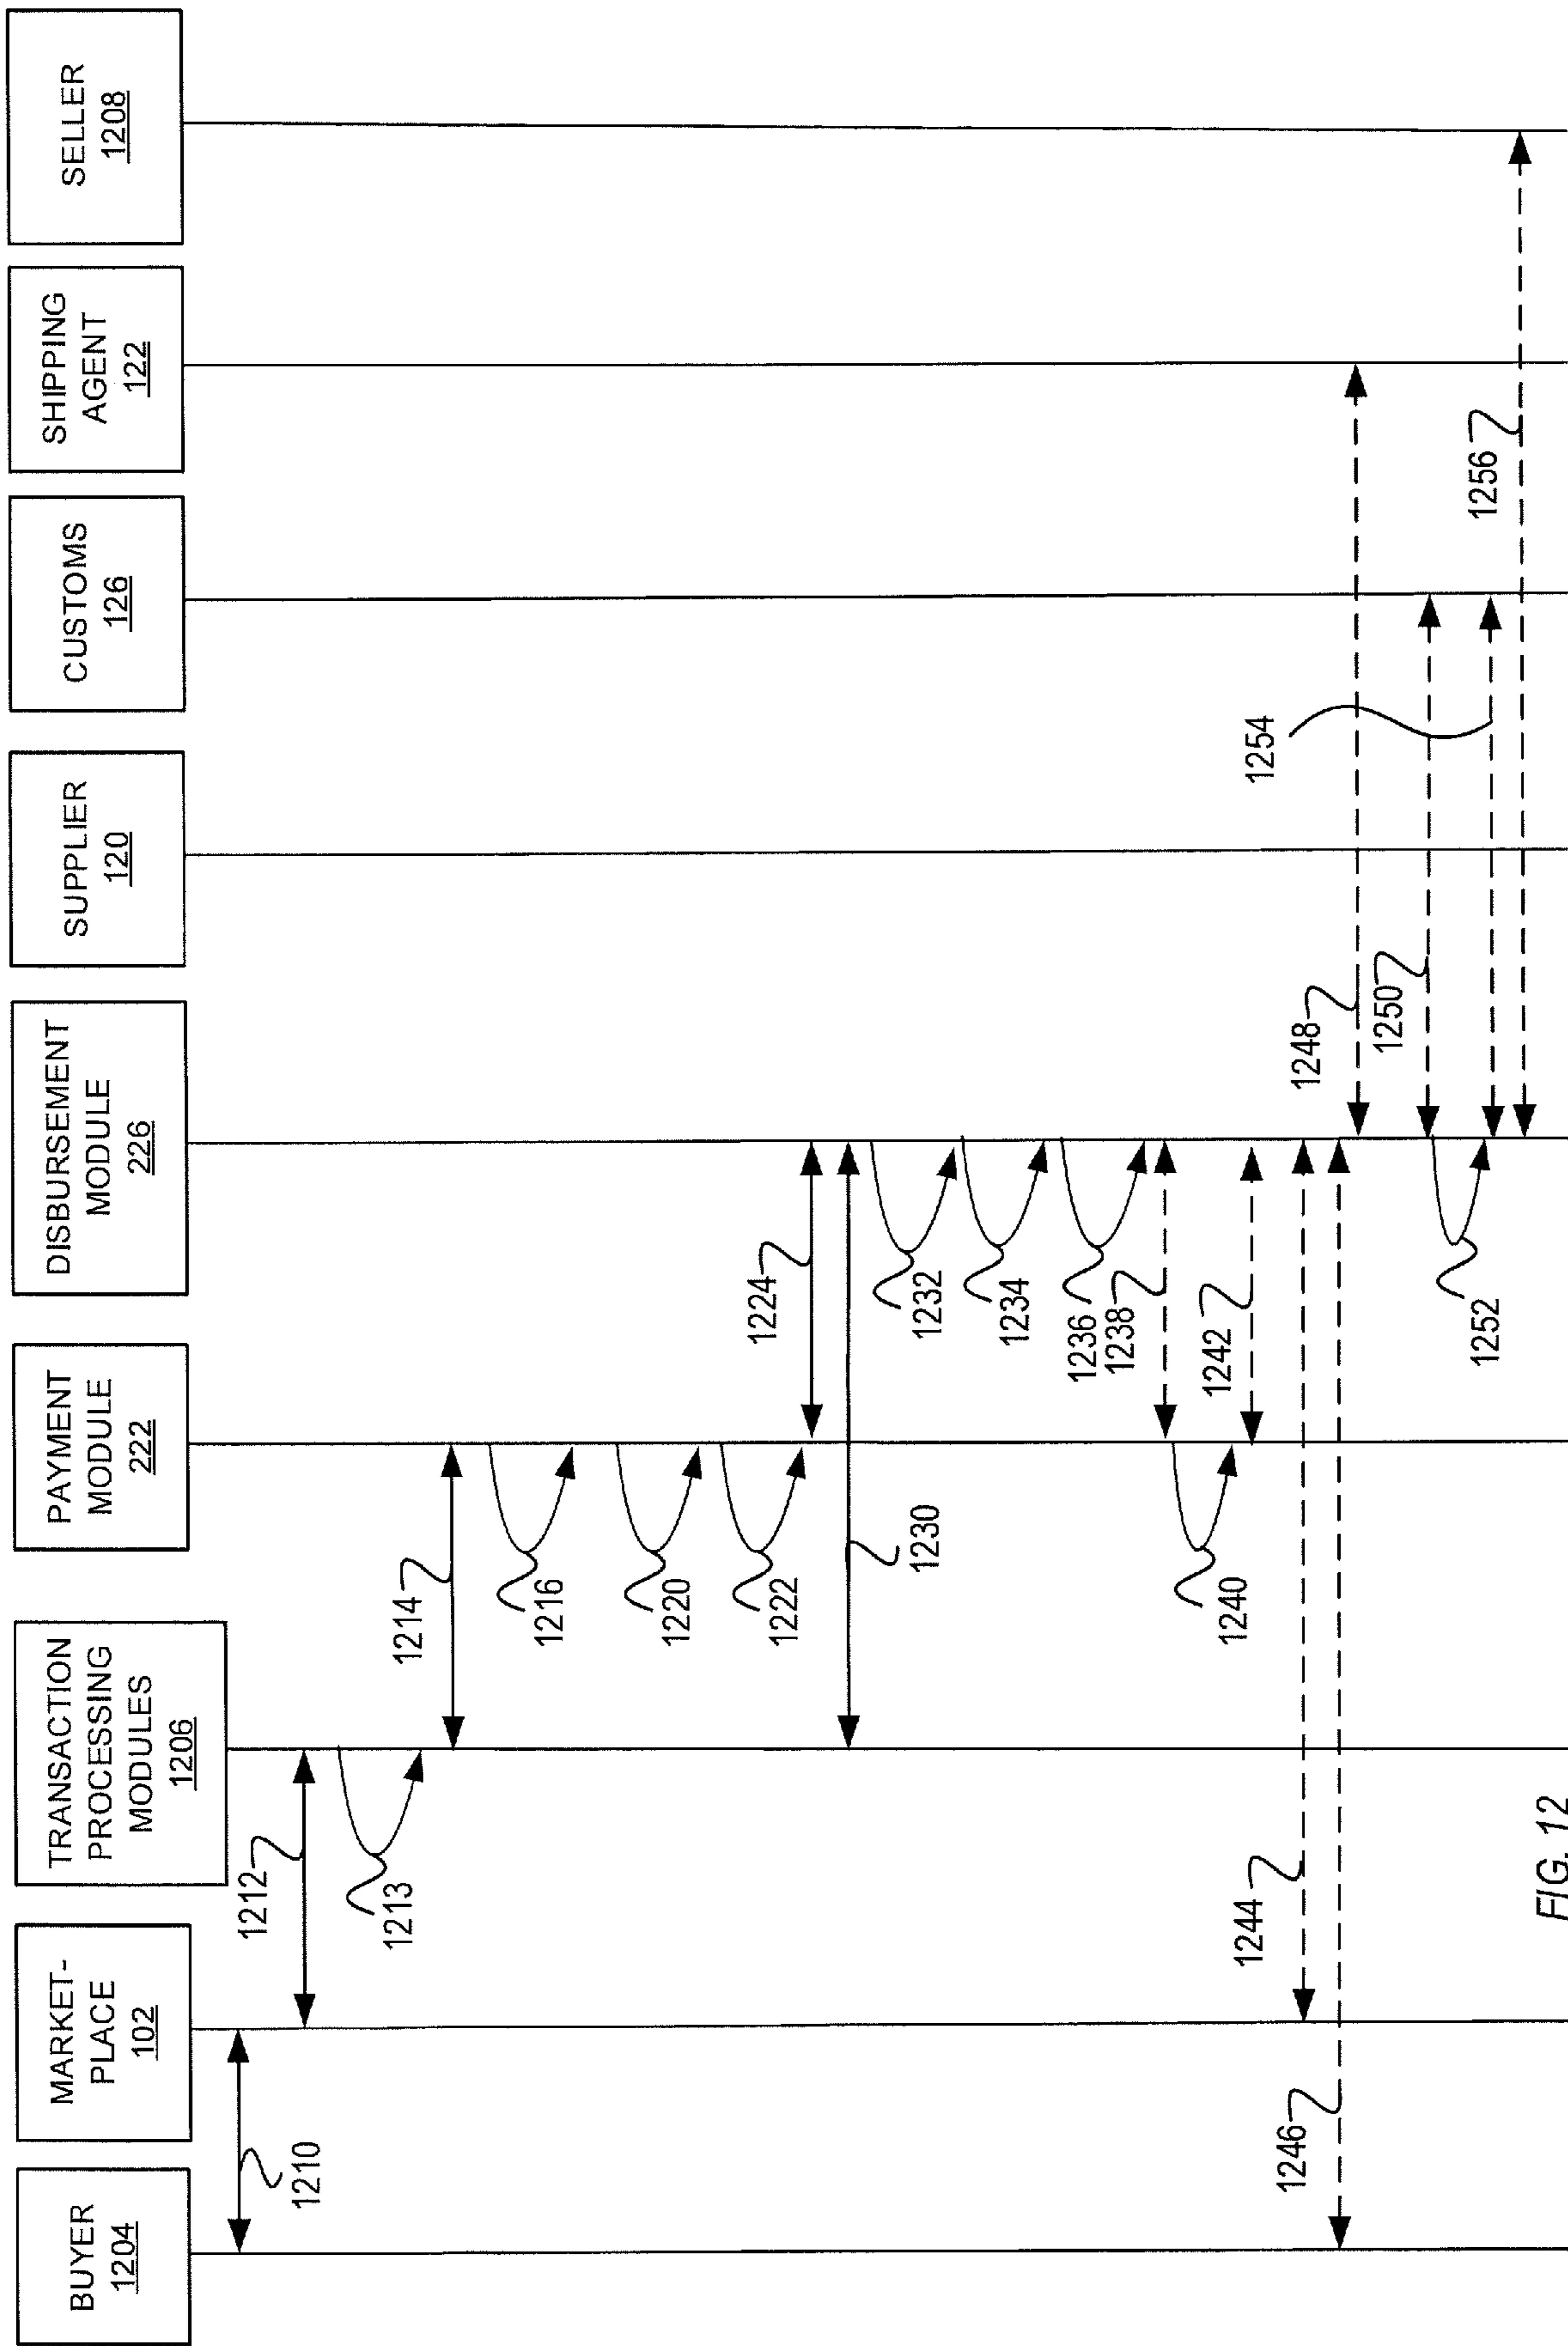 BUYER
1204
MARKET-
PLACE
102
TRANSACTION
PROCESSING
MODULES
1206
PAYMENT
MODULE
222
DISBURSEMENT
MODULE
226
SUPPLIER
120
CUSTOMS
126
SHIPPING
AGENT
122
SELLER
1208
1210
1212
1213
1214
1216
1220
1222
1224
1230
1232
1234
1236
1238
1240
1242
1244
1246
1248
1250
1252
1254
1256
FIG. 12